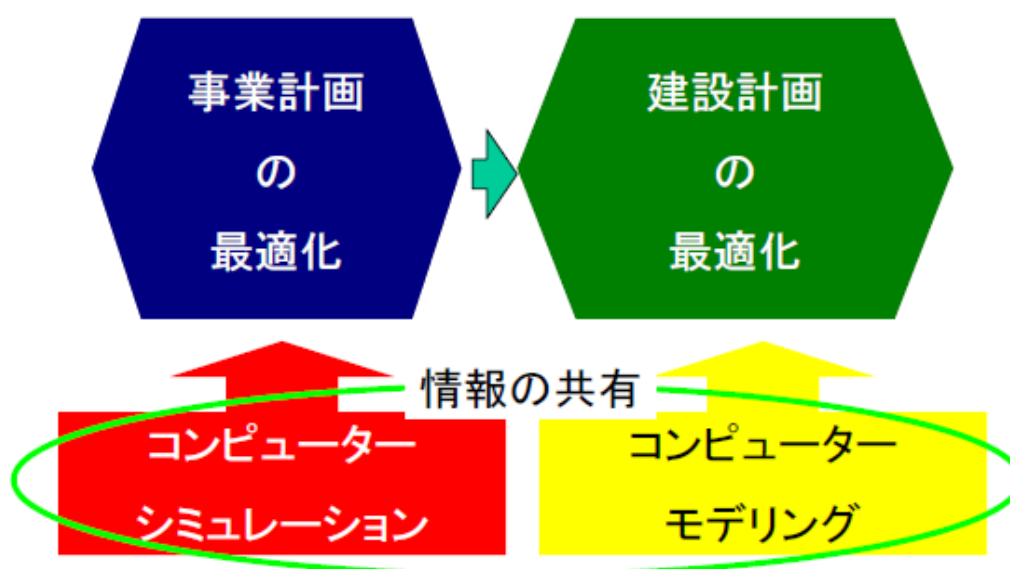 事業計画
の
最適化
建設計画
の
最適化
情報の共有
コンピューター
シミュレーション
コンピューター
モデリング